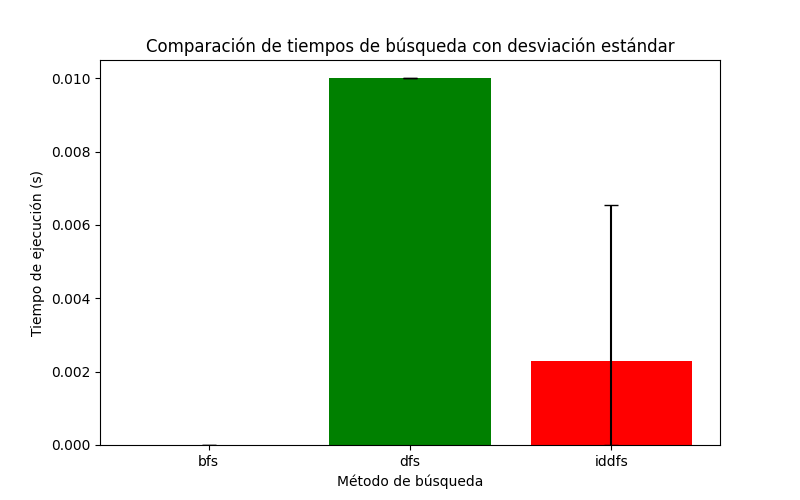 Comparación de tiempos de búsqueda con desviación estándar
Tiempo de ejecución (s)
0.010
0.008
0.006
0.004
0.002
0.000
bfs
dfs
iddfs
Método de búsqueda